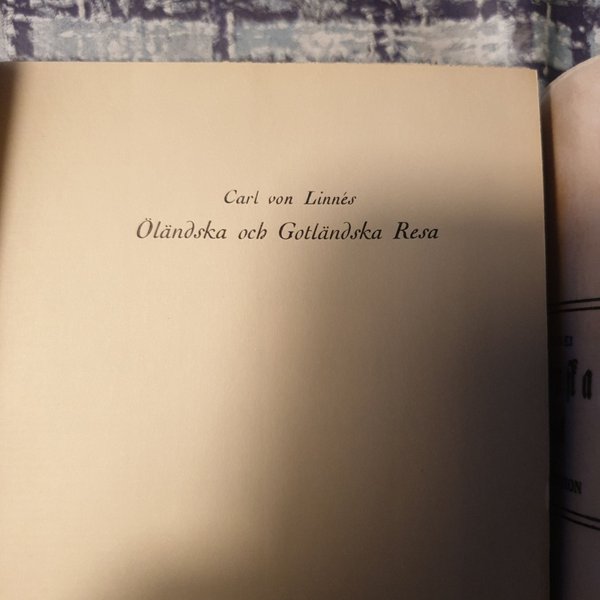 Carl von Linnés
Öländska och Gotländska Resa